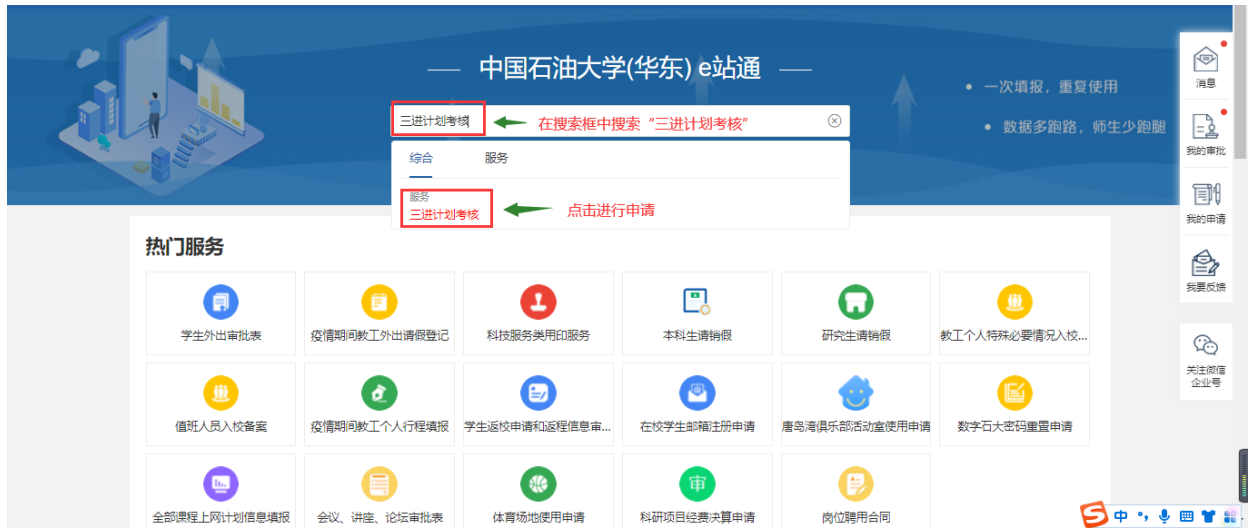 中国石油大学(华东) e站通
一次填报，重复使用
数据多跑路，师生少跑腿
三进计划考核
在搜索框中搜索“三进计划考核”
综合 服务
服务
三进计划考核
点击进行申请
消息
我的审批
我的申请
我要反馈
关注微信
企业号
热门服务
学生外出审批表 疫情期间教工外出请假登记 科技服务类用印服务 本科生请销假 研究生请销假 教工个人特殊必要情况入校...
值班人员入校备案 疫情期间教工个人行程填报 学生返校申请和返程信息审... 在校学生邮箱注册申请 唐岛湾俱乐部活动室使用申请 数字石大密码重置申请
审
全部课程上网计划信息填报 会议、讲座、论坛审批表 体育场地使用申请 科研项目经费决算申请 岗位聘用合同
中